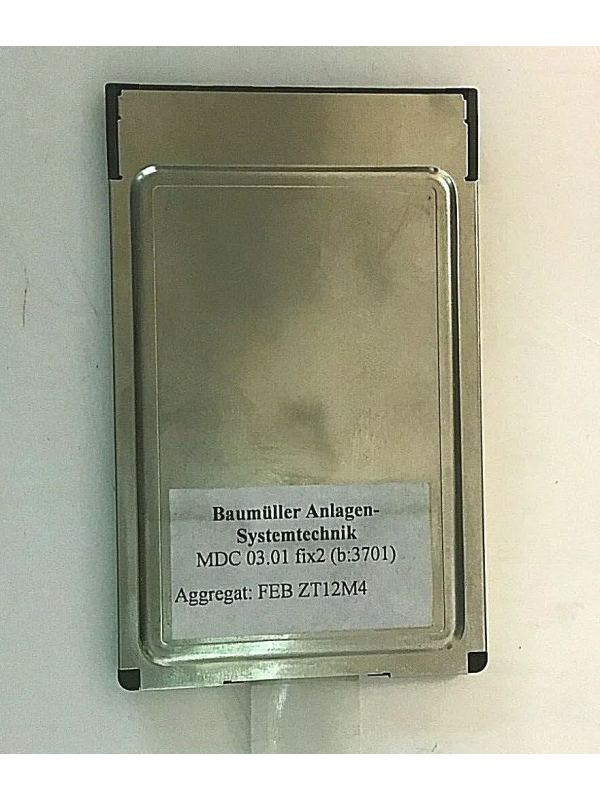 Baumüller Anlagen-
Systemtechnik
MDC 03.01 fix2 (b:3701)
Aggregat: FEB ZT12M4